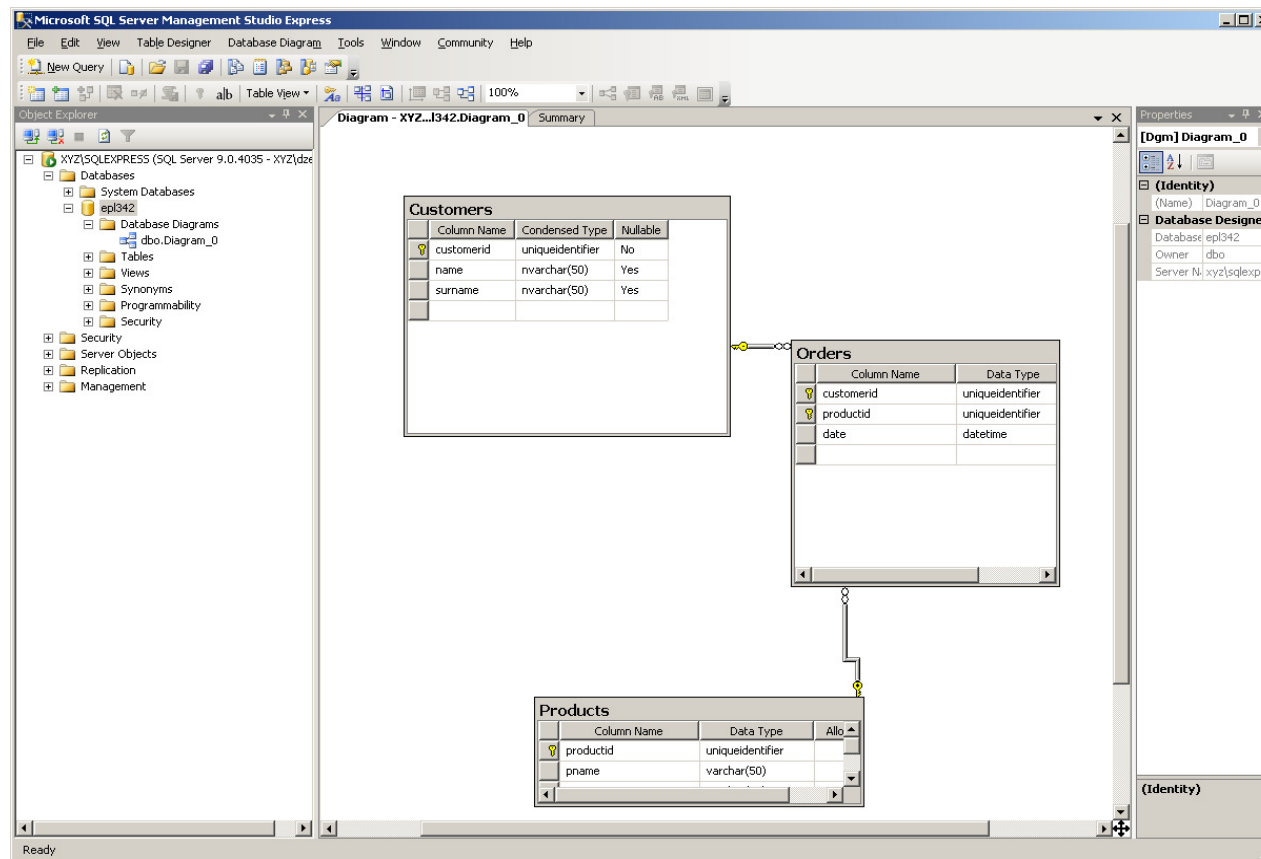 Microsoft SQL Server Management Studio Express
File Edit View Table Designer Database Diagram Tools Window Community Help
New Query
ab Table View 100%
Object Explorer
XYZ\SQLEXPRESS (SQL Server 9.0.4035 - XYZ\dze
Databases
System Databases
epl342
Database Diagrams
dbo.Diagram_0
Tables
Views
Synonyms
Programmability
Security
Security
Server Objects
Replication
Management
Diagram - XYZ...l342.Diagram_0 Summary
Customers
Column Name Condensed Type Nullable
customerid uniqueidentifier No
name nvarchar(50) Yes
surname nvarchar(50) Yes
Orders
Column Name Data Type
customerid uniqueidentifier
productid uniqueidentifier
date datetime
Products
Column Name Data Type Allo
productid uniqueidentifier
pname varchar(50)
Properties
[Dgm] Diagram_0
(Identity)
(Name) Diagram_0
Database Designe
Database epl342
Owner dbo
Server N xyz\sqlexp
(Identity)
Ready